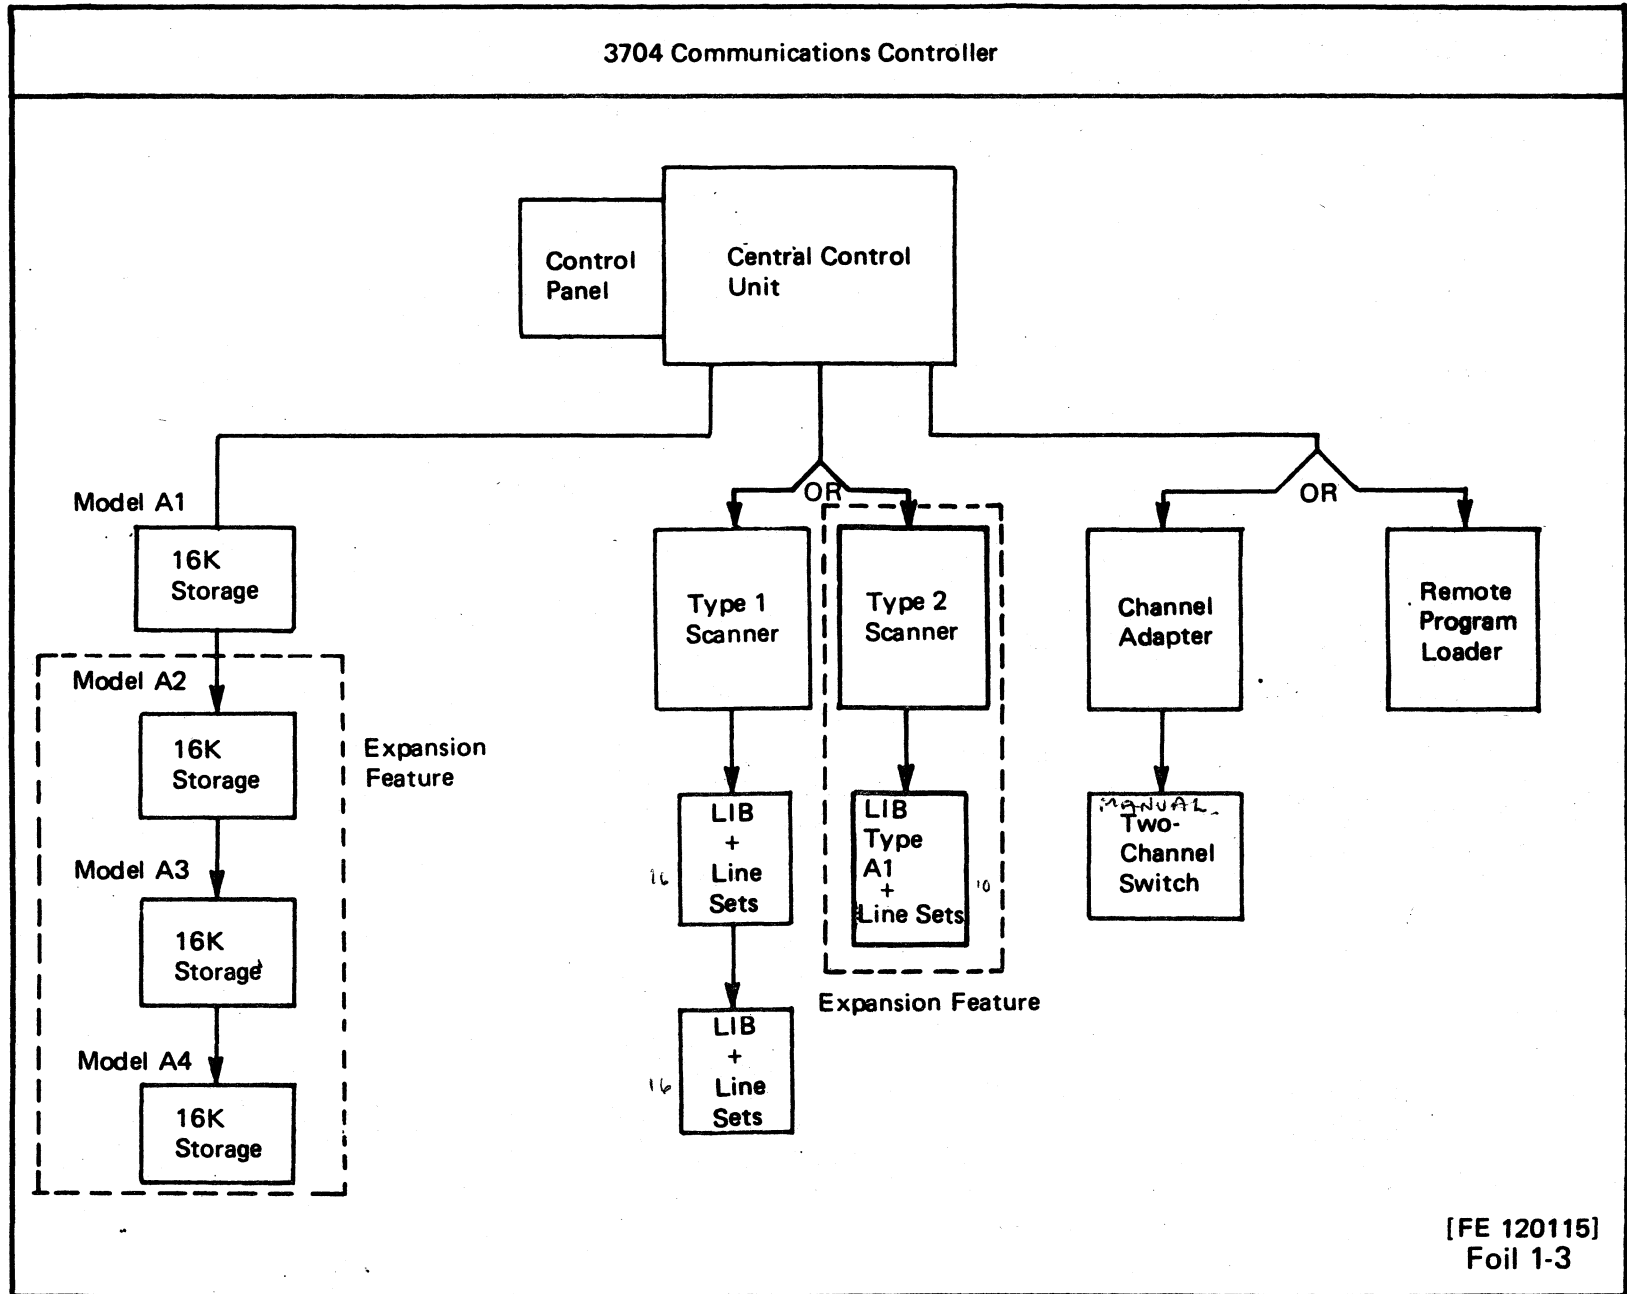 3704 Communications Controller
Control
Panel
Central Control
Unit
OR
OR
Model A1
16K
Storage
Model A2
16K
Storage
Expansion
Feature
Model A3
16K
Storage
Model A4
16K
Storage
Type 1
Scanner
Type 2
Scanner
Channel
Adapter
Remote
Program
Loader
LIB
+
Line
Sets
16
LIB
Type
A1
+
Line Sets
10
MANUAL
Two-
Channel
Switch
Expansion Feature
LIB
+
Line
Sets
16
[FE 120115]
Foil 1-3